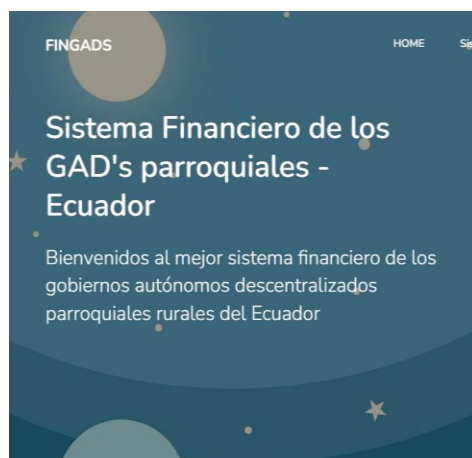 FINGADS
HOME
Sistema Financiero de los
GAD's parroquiales -
Ecuador
Bienvenidos al mejor sistema financiero de los
gobiernos autónomos descentralizados
parroquiales rurales del Ecuador